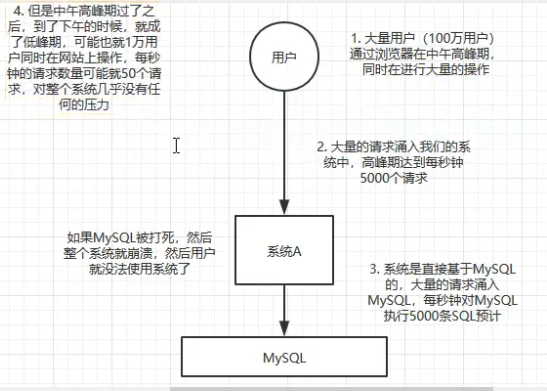 4. 但是中午高峰期过了之
后，到了下午的时候，就成
了低峰期，可能也就1万用
户同时在网站上操作，每秒
钟的请求数量可能就50个请
求，对整个系统几乎没有任
何的压力
用户
1. 大量用户（100万用户）
通过浏览器在中午高峰期，
同时在进行大量的操作
2. 大量的请求涌入我们的系
统中，高峰期达到每秒钟
5000个请求
如果MySQL被打死，然后
整个系统就崩溃，然后用户
就没法使用系统了
系统A
3. 系统是直接基于MySQL
的，大量的请求涌入
MySQL，每秒钟对MySQL
执行5000条SQL预计
MySQL